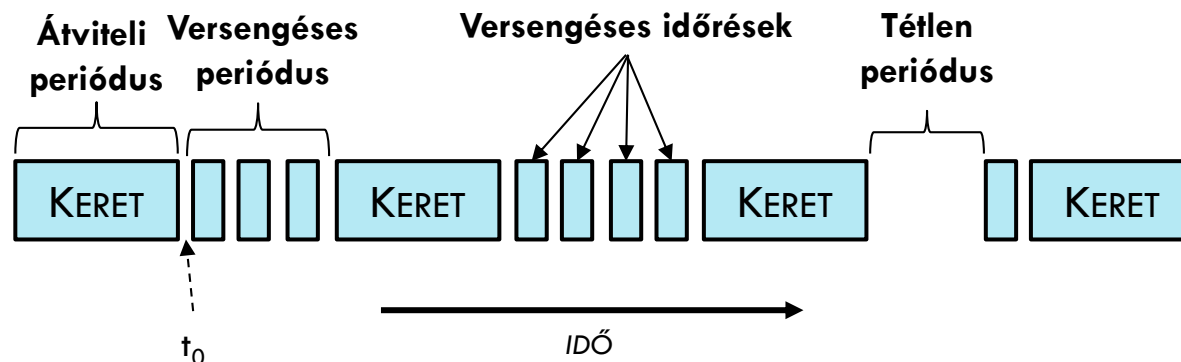 Átviteli
periódus
Versengéses
periódus
Versengéses időrések
Tétlen
periódus
KERET
KERET
KERET
KERET
t₀
IDŐ